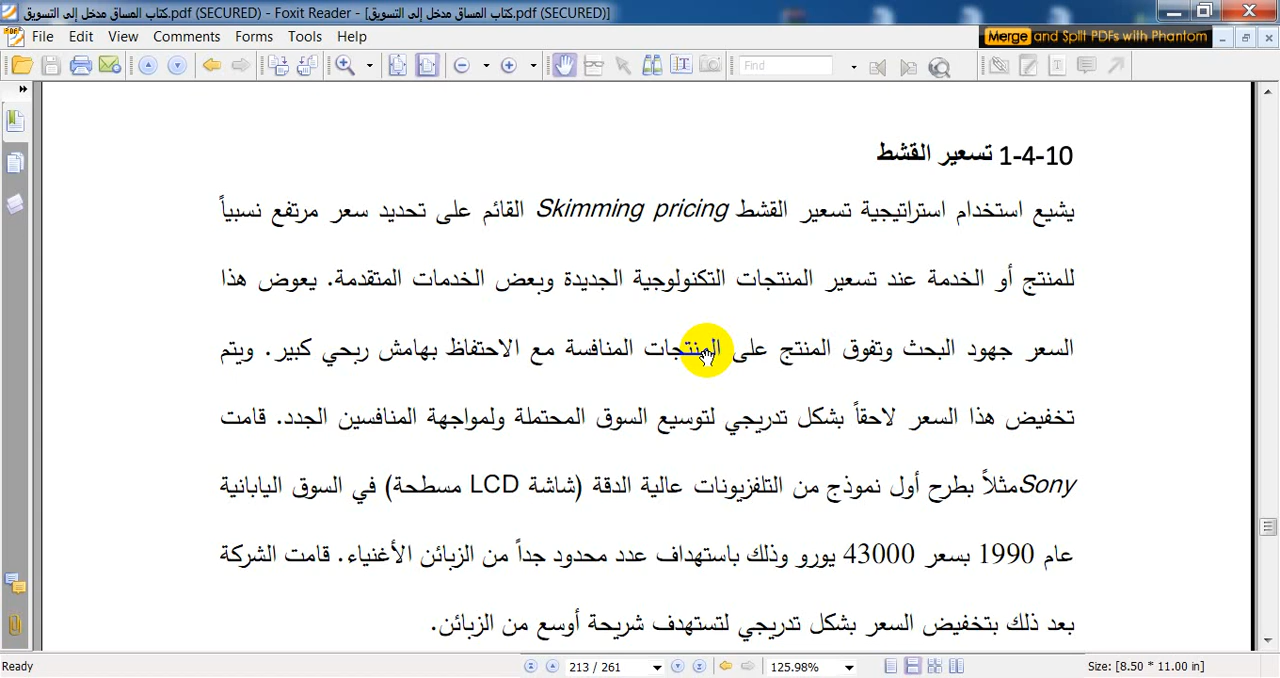 كتاب المساق مدخل إلى التسويق.pdf (SECURED) - Foxit Reader - [كتاب المساق مدخل إلى التسويق.pdf (SECURED)]
File Edit View Comments Forms Tools Help
Merge and Split PDFs with Phantom
Find
1-4-10 تسعير القشط
يشيع استخدام استراتيجية تسعير القشط Skimming pricing القائم على تحديد سعر مرتفع نسبياً
للمنتج أو الخدمة عند تسعير المنتجات التكنولوجية الجديدة وبعض الخدمات المتقدمة. يعوض هذا
السعر جهود البحث وتفوق المنتج على المنتجات المنافسة مع الاحتفاظ بهامش ربحي كبير. ويتم
تخفيض هذا السعر لاحقاً بشكل تدريجي لتوسيع السوق المحتملة ولمواجهة المنافسين الجدد. قامت
Sony مثلاً بطرح أول نموذج من التلفزيونات عالية الدقة (شاشة LCD مسطحة) في السوق اليابانية
عام 1990 بسعر 43000 يورو وذلك باستهداف عدد محدود جداً من الزبائن الأغنياء. قامت الشركة
بعد ذلك بتخفيض السعر بشكل تدريجي لتستهدف شريحة أوسع من الزبائن.
Ready 213 / 261 125.98% Size: [8.50 * 11.00 in]